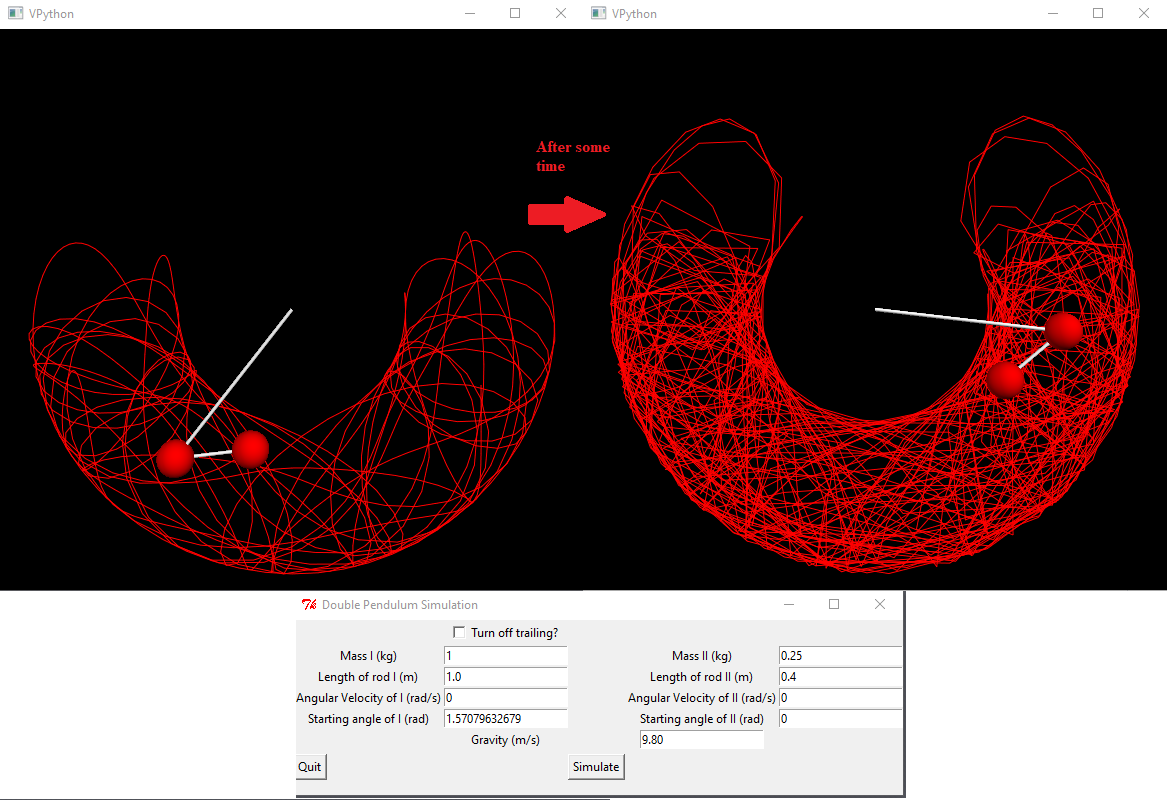 VPython
VPython
After some
time
Double Pendulum Simulation
Turn off trailing?
Mass I (kg) 1 Mass II (kg) 0.25
Length of rod I (m) 1.0 Length of rod II (m) 0.4
Angular Velocity of I (rad/s) 0 Angular Velocity of II (rad/s) 0
Starting angle of I (rad) 1.57079632679 Starting angle of II (rad) 0
Gravity (m/s) 9.80
Quit Simulate